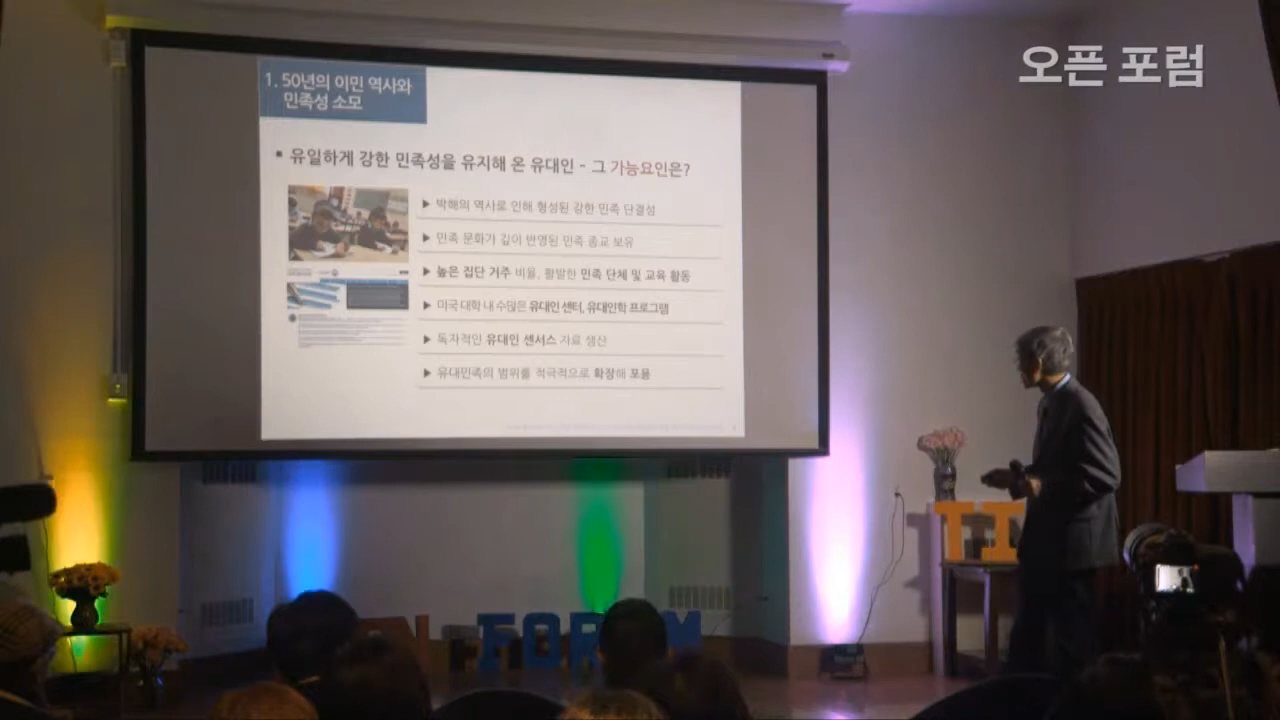 오픈 포럼
1. 50년의 이민 역사와
민족성 소모
▪ 유일하게 강한 민족성을 유지해 온 유대인 - 그 가능요인은?
▶ 박해의 역사로 인해 형성된 강한 민족 단결성
▶ 민족 문화가 깊이 반영된 민족 종교 보유
▶ 높은 집단 거주 비율, 활발한 민족 단체 및 교육 활동
▶ 미국 대학 내 수많은 유대인 센터, 유대인학 프로그램
▶ 독자적인 유대인 센서스 자료 생산
▶ 유대민족의 범위를 적극적으로 확장해 포용
FORUM